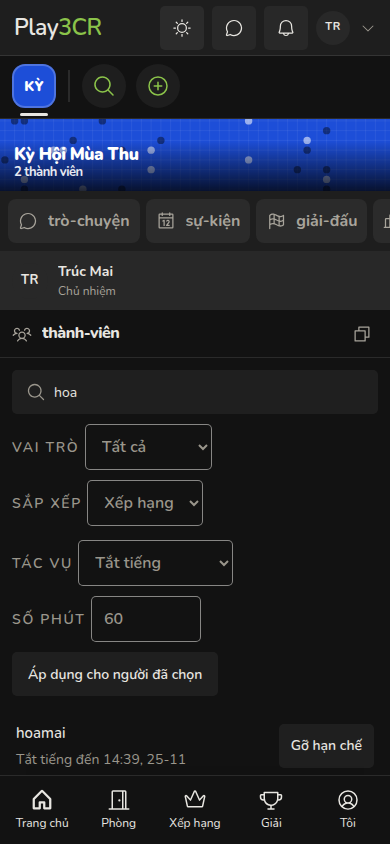 Play3CR
TR
KỲ
Kỳ Hội Mùa Thu
2 thành viên
trò-chuyện
12 sự-kiện
giải-đấu
TR
Trúc Mai
Chủ nhiệm
thành-viên
hoa
VAI TRÒ Tất cả
SẮP XẾP Xếp hạng
TÁC VỤ Tắt tiếng
SỐ PHÚT 60
Áp dụng cho người đã chọn
hoamai
Tắt tiếng đến 14:39, 25-11
Gỡ hạn chế
Trang chủ
Phòng
Xếp hạng
Giải
Tôi